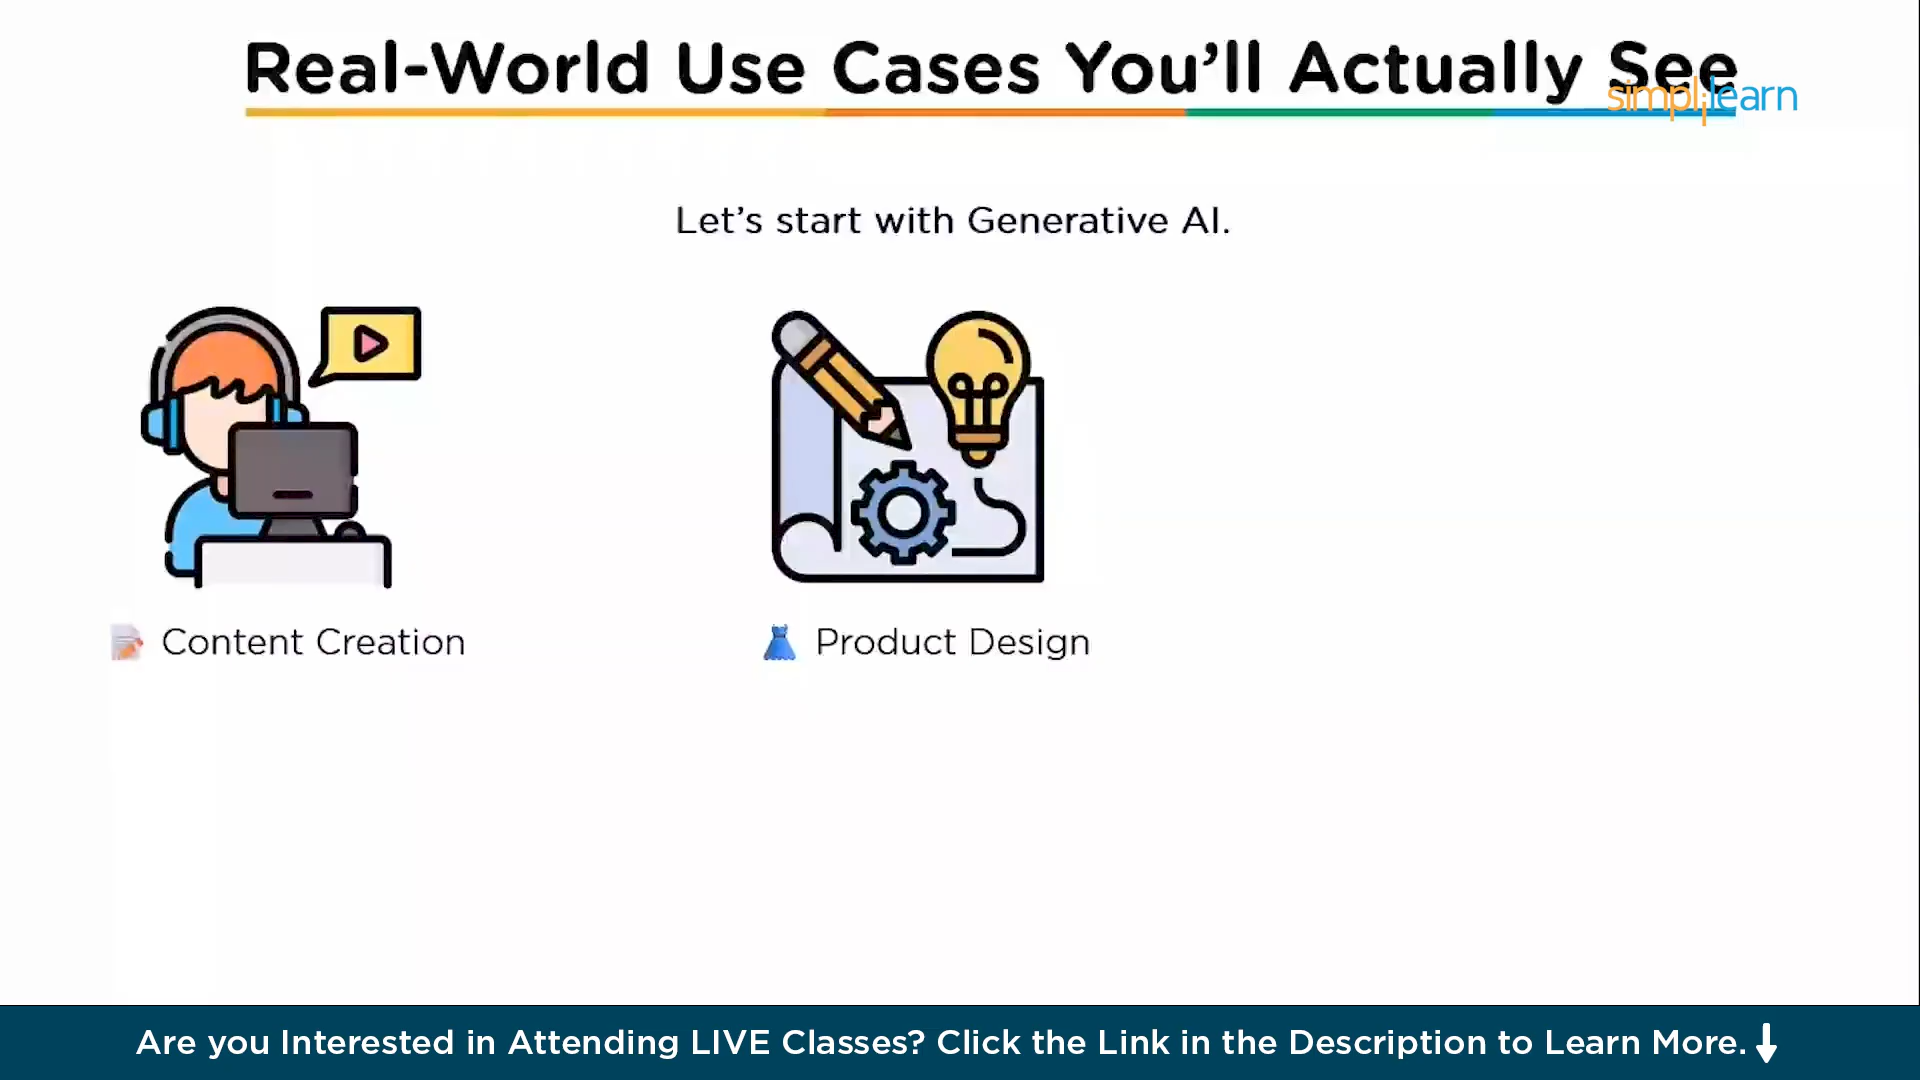 Real-World Use Cases You’ll Actually See
simplilearn
Let’s start with Generative AI.
Content Creation
Product Design
Are you Interested in Attending LIVE Classes? Click the Link in the Description to Learn More.